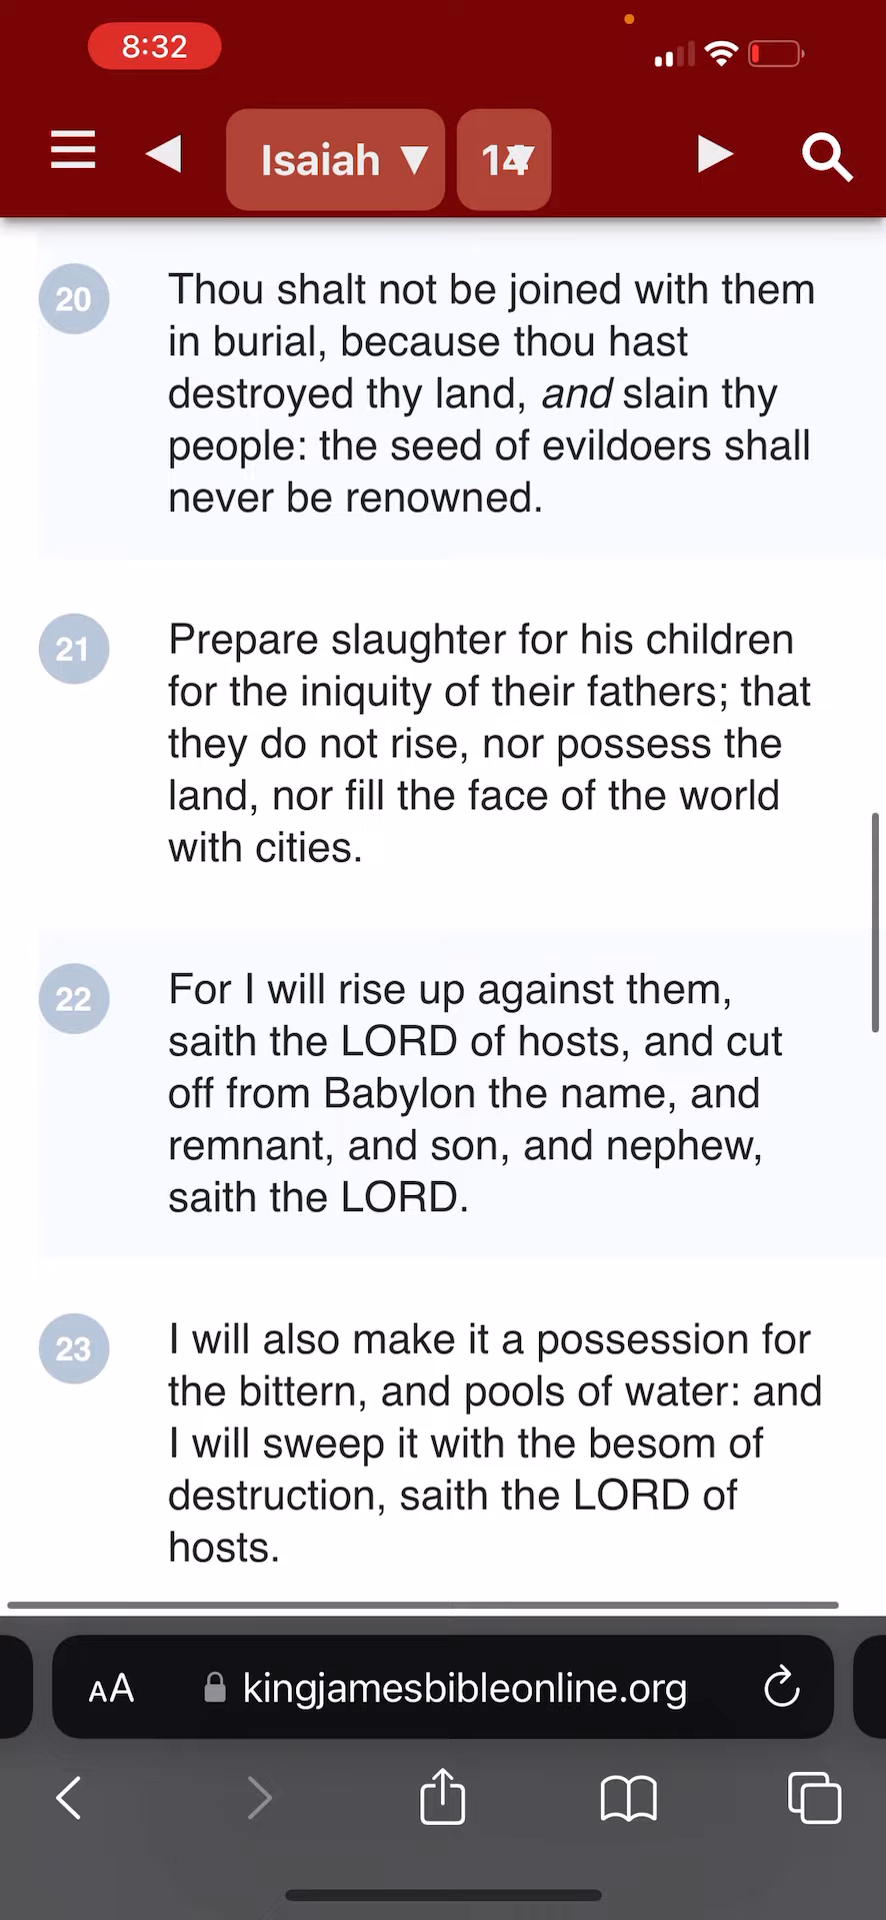 8:32
Isaiah ▼ 14
20 Thou shalt not be joined with them
in burial, because thou hast
destroyed thy land, and slain thy
people: the seed of evildoers shall
never be renowned.
21 Prepare slaughter for his children
for the iniquity of their fathers; that
they do not rise, nor possess the
land, nor fill the face of the world
with cities.
22 For I will rise up against them,
saith the LORD of hosts, and cut
off from Babylon the name, and
remnant, and son, and nephew,
saith the LORD.
23 I will also make it a possession for
the bittern, and pools of water: and
I will sweep it with the besom of
destruction, saith the LORD of
hosts.
AA kingjamesbibleonline.org